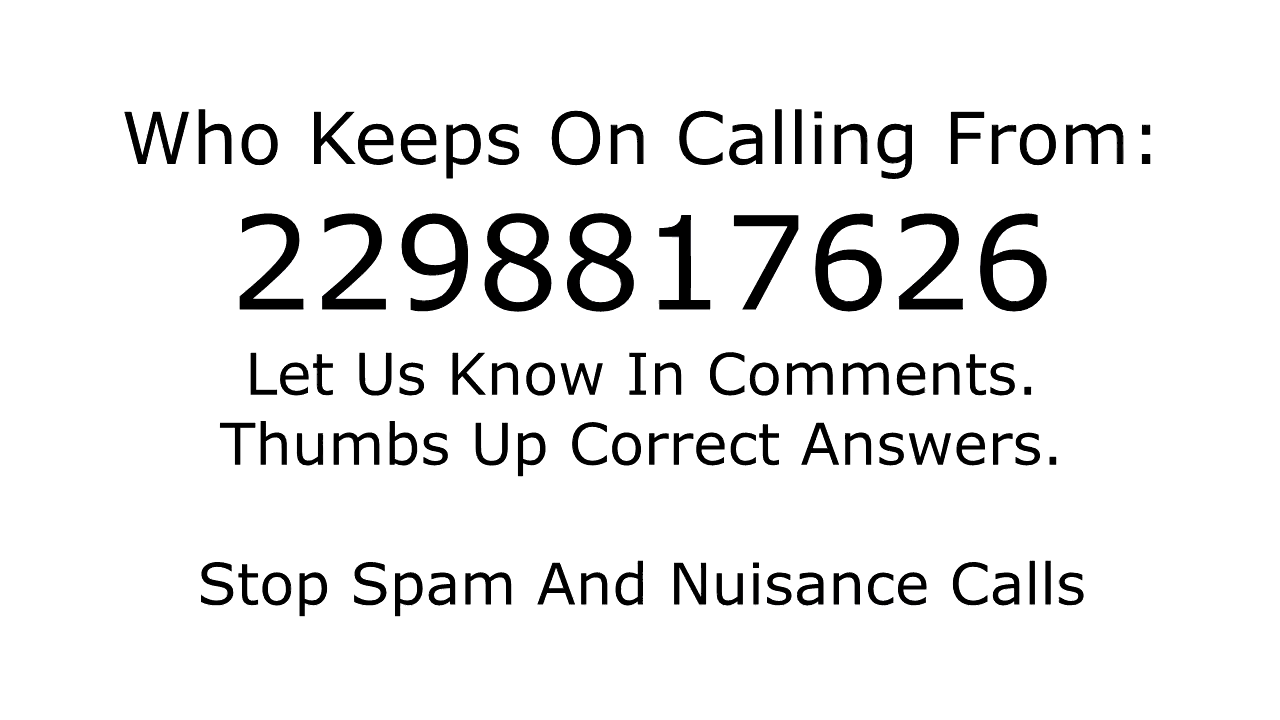 Who Keeps On Calling From:
2298817626
Let Us Know In Comments.
Thumbs Up Correct Answers.
Stop Spam And Nuisance Calls